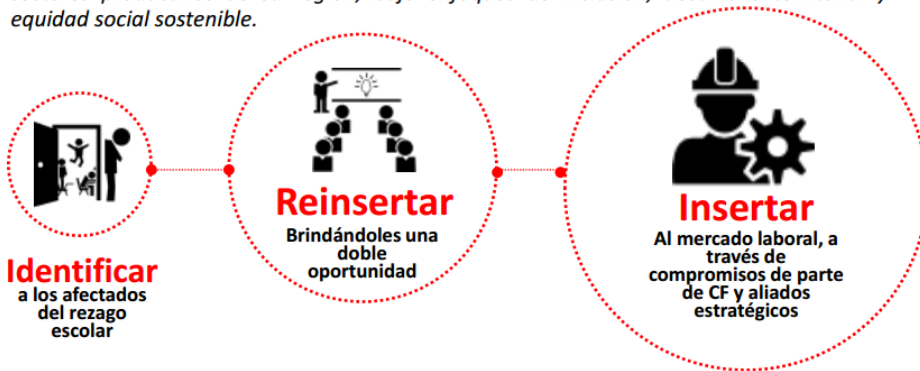 equidad social sostenible.
Identificar
a los afectados
del rezago
escolar
Reinsertar
Brindándoles una
doble
oportunidad
Insertar
Al mercado laboral, a
través de
compromisos de parte
de CF y aliados
estratégicos